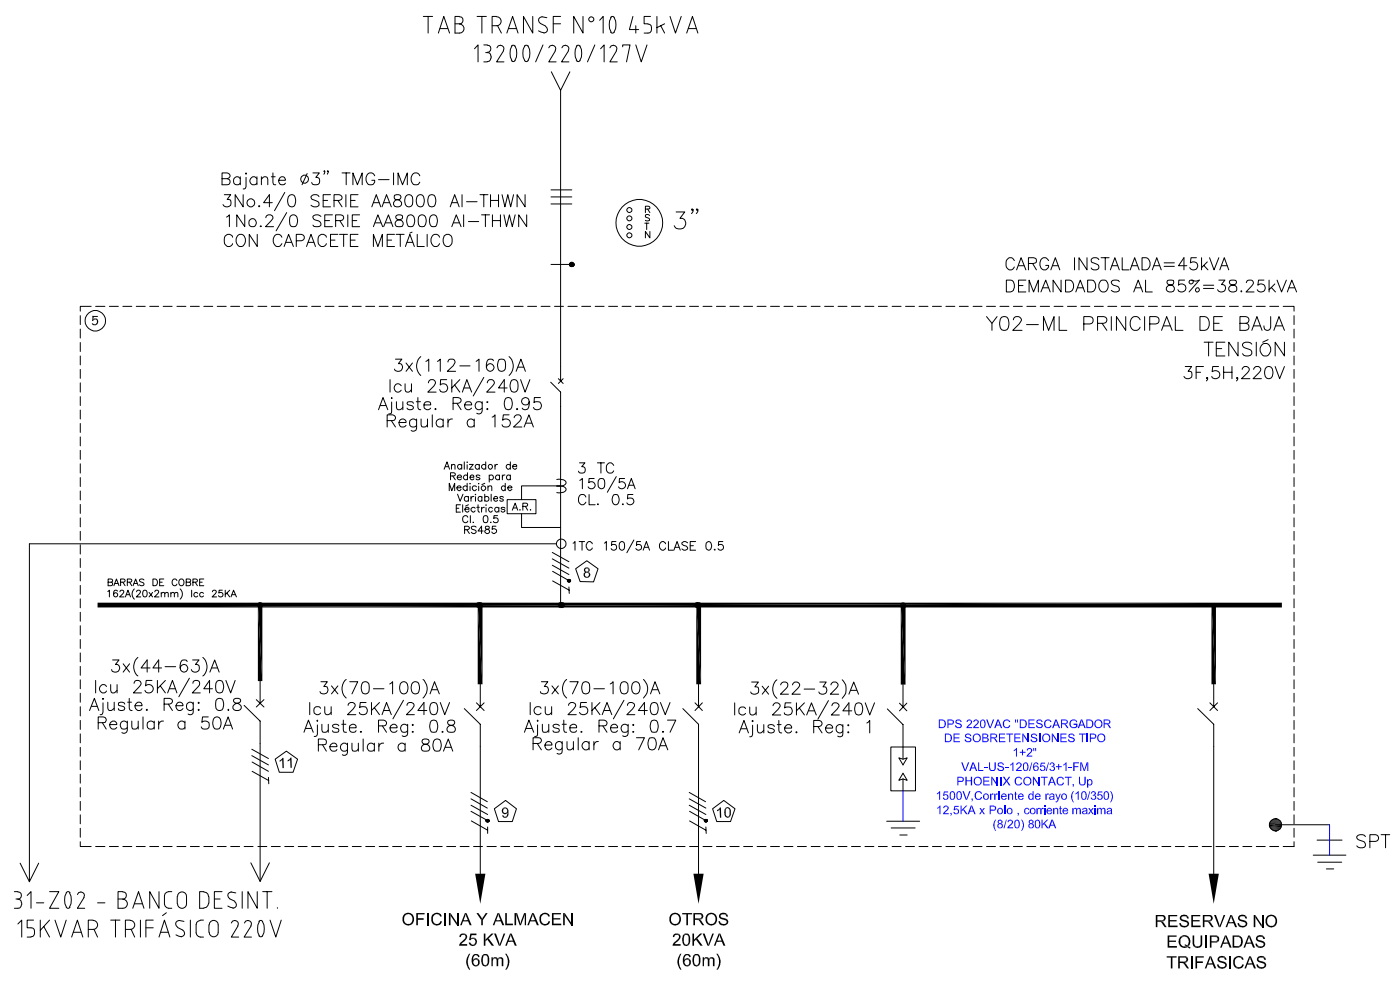 TAB TRANSF N°10 45kVA
13200/220/127V
Bajante ø3” TMG-IMC
3No.4/0 SERIE AA8000 Al-THWN
1No.2/0 SERIE AA8000 Al-THWN
CON CAPACETE METÁLICO
R
S
T
N
3”
CARGA INSTALADA=45kVA
DEMANDADOS AL 85%=38.25kVA
5
Y02-ML PRINCIPAL DE BAJA
TENSIÓN
3F,5H,220V
3x(112-160)A
Icu 25KA/240V
Ajuste. Reg: 0.95
Regular a 152A
Analizador de
Redes para
Medición de
Variables
Eléctricas
Cl. 0.5
RS485
A.R.
3 TC
150/5A
CL. 0.5
1TC 150/5A CLASE 0.5
8
BARRAS DE COBRE
162A(20x2mm) Icc 25KA
3x(44-63)A
Icu 25KA/240V
Ajuste. Reg: 0.8
Regular a 50A
11
3x(70-100)A
Icu 25KA/240V
Ajuste. Reg: 0.8
Regular a 80A
9
3x(70-100)A
Icu 25KA/240V
Ajuste. Reg: 0.7
Regular a 70A
10
3x(22-32)A
Icu 25KA/240V
Ajuste. Reg: 1
DPS 220VAC "DESCARGADOR
DE SOBRETENSIONES TIPO
1+2"
VAL-US-120/65/3+1-FM
PHOENIX CONTACT, Up
1500V,Corriente de rayo (10/350)
12,5KA x Polo , corriente maxima
(8/20) 80KA
SPT
31-Z02 - BANCO DESINT.
15KVAR TRIFÁSICO 220V
OFICINA Y ALMACEN
25 KVA
(60m)
OTROS
20KVA
(60m)
RESERVAS NO
EQUIPADAS
TRIFASICAS